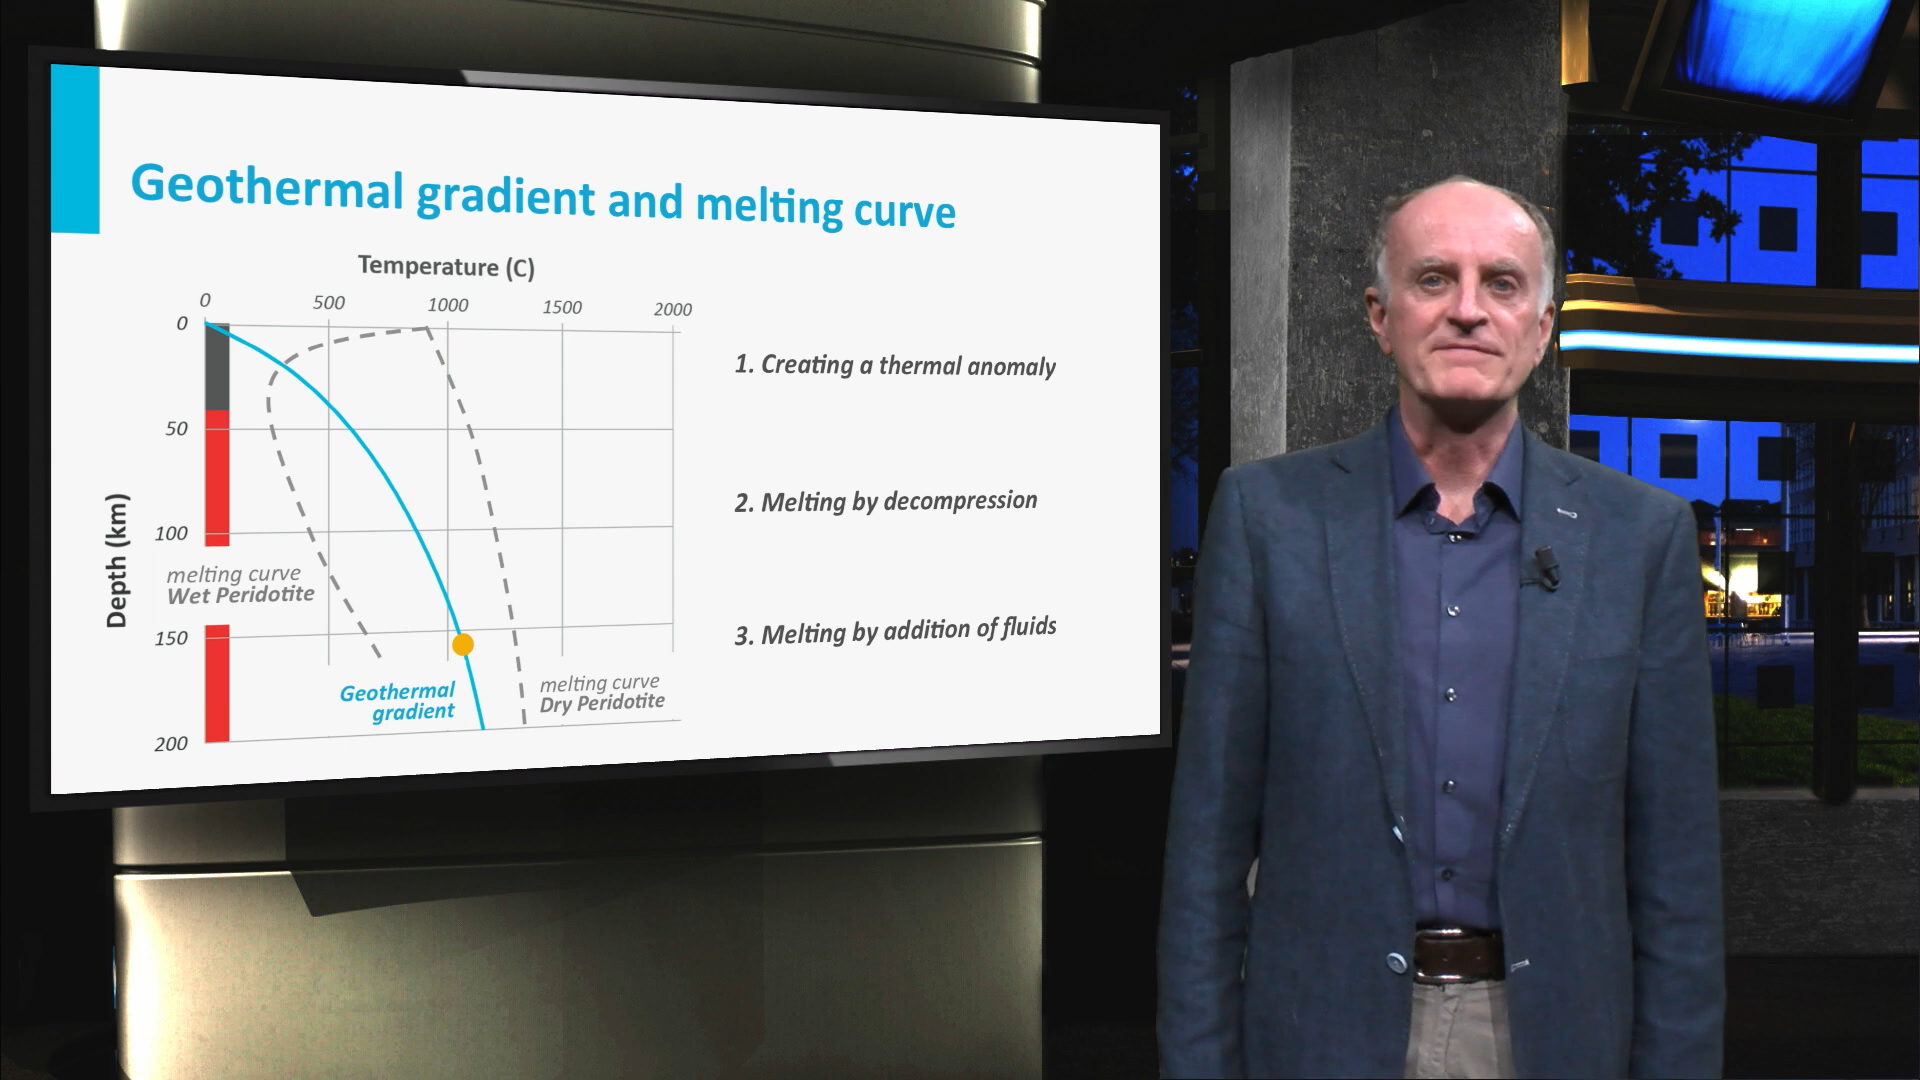 Geothermal gradient and melting curve
Temperature (C)
0 500 1000 1500 2000
0
50
100
150
200
Depth (km)
melting curve
Wet Peridotite
Geothermal
gradient
melting curve
Dry Peridotite
1. Creating a thermal anomaly
2. Melting by decompression
3. Melting by addition of fluids